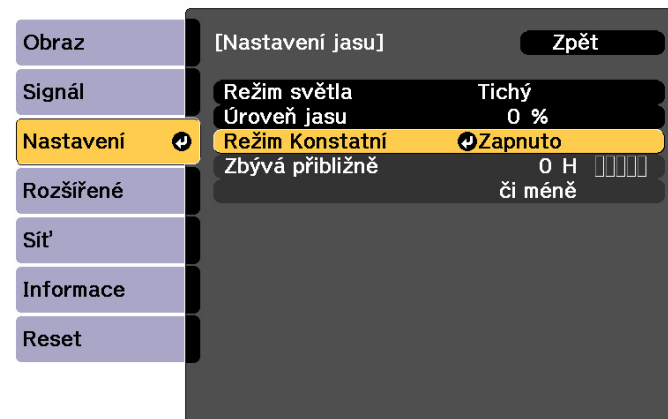 Obraz
Signál
Nastavení
Rozšířené
Síť
Informace
Reset
[Nastavení jasu] Zpět
Režim světla Tichý
Úroveň jasu 0 %
Režim Konstatní Zapnuto
Zbývá přibližně 0 H
či méně